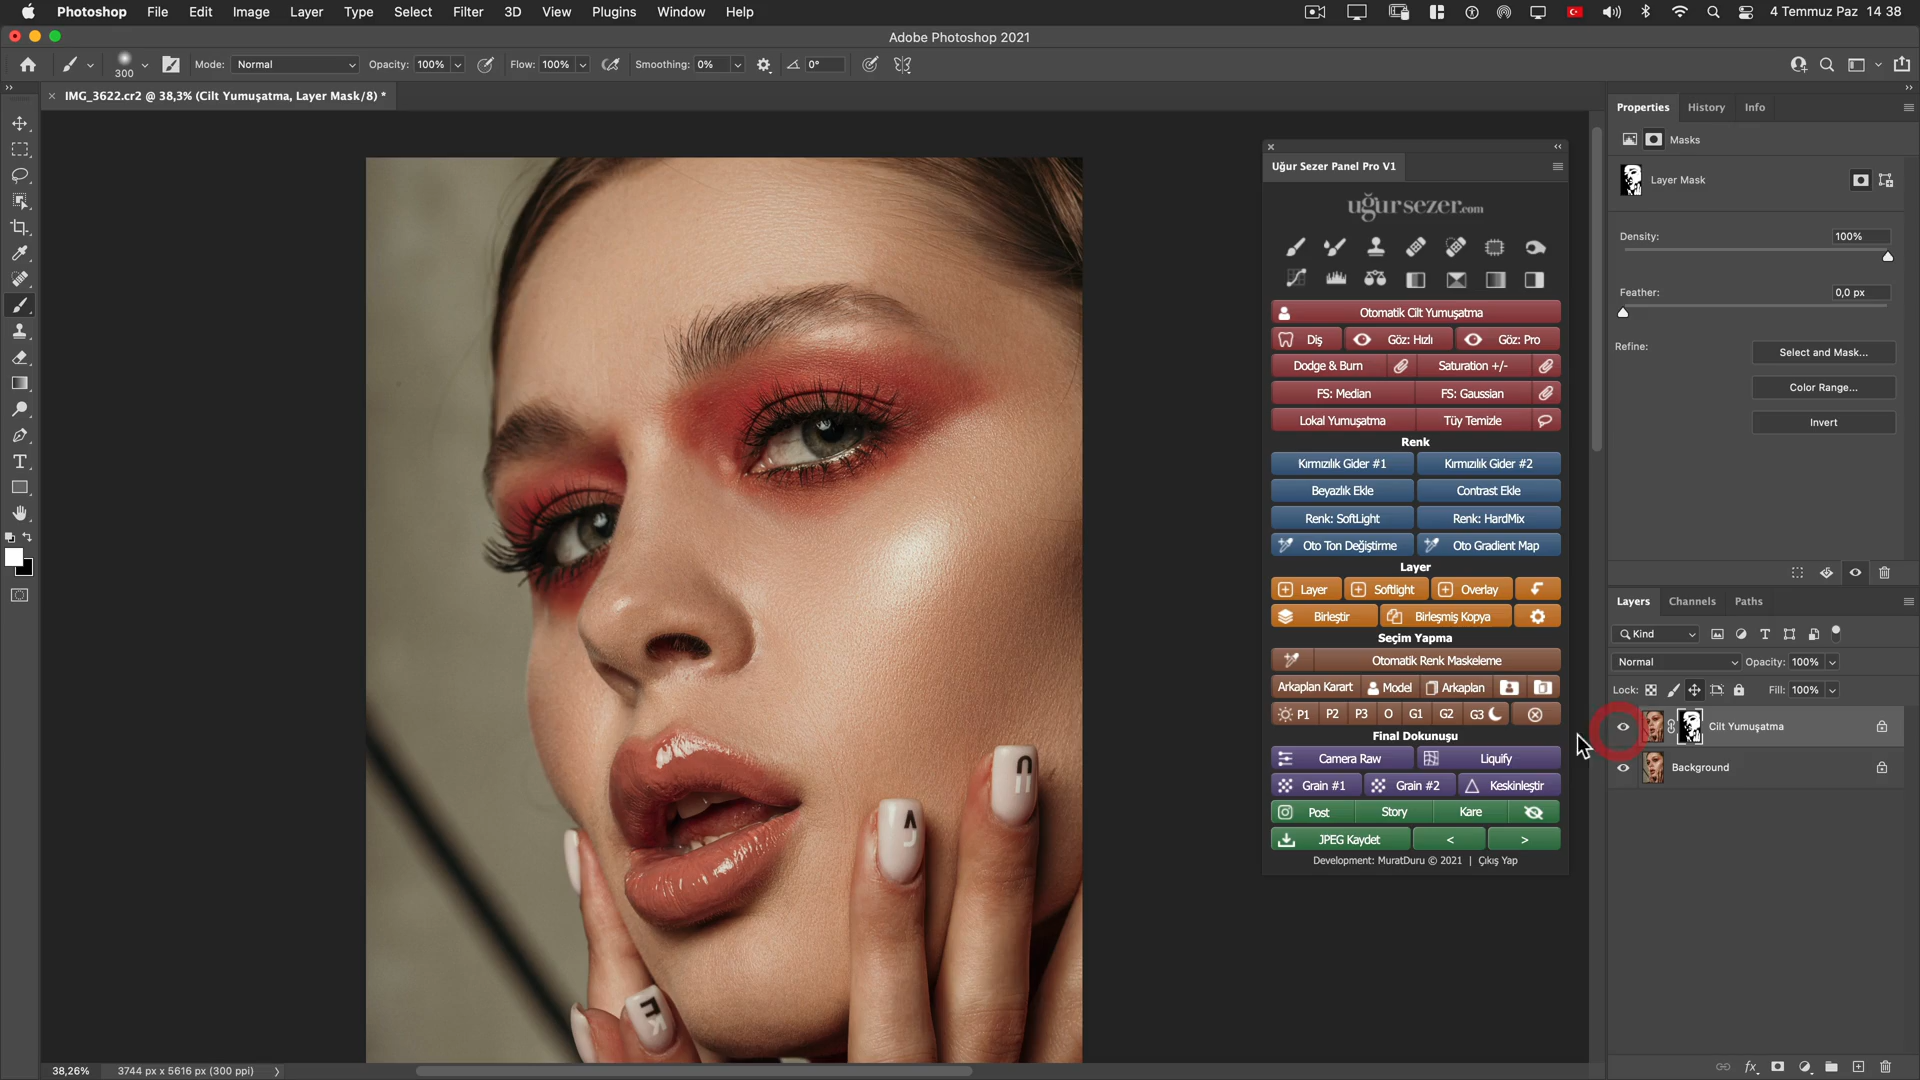 Photoshop File Edit Image Layer Type Select Filter 3D View Plugins Window Help 4 Temmuz Paz 14 38
Adobe Photoshop 2021
300 Mode: Normal Opacity: 100% Flow: 100% Smoothing: 0% 0°
IMG_3622.cr2 @ 38,3% (Cilt Yumuşatma, Layer Mask/8) *
Properties History Info
Masks
Layer Mask
Density: 100%
Feather: 0,0 px
Refine:
Select and Mask...
Color Range...
Invert
Uğur Sezer Panel Pro V1
uğursezer.com
Otomatik Cilt Yumuşatma
Diş Göz: Hızlı Göz: Pro
Dodge & Burn Saturation +/-
FS: Median FS: Gaussian
Lokal Yumuşatma Tüy Temizle
Renk
Kırmızılık Gider #1 Kırmızılık Gider #2
Beyazlık Ekle Contrast Ekle
Renk: SoftLight Renk: HardMix
Oto Ton Değiştirme Oto Gradient Map
Layer
Layer Softlight Overlay
Birleştir Birleşmiş Kopya
Seçim Yapma
Otomatik Renk Maskeleme
Arkaplan Karart Model Arkaplan
P1 P2 P3 O G1 G2 G3
Final Dokunuşu
Camera Raw Liquify
Grain #1 Grain #2 Keskinleştir
Post Story Kare
JPEG Kaydet < >
Development: MuratDuru © 2021 | Çıkış Yap
Layers Channels Paths
Kind
Normal Opacity: 100%
Lock: Fill: 100%
Cilt Yumuşatma
Background
38,26% 3744 px x 5616 px (300 ppi)